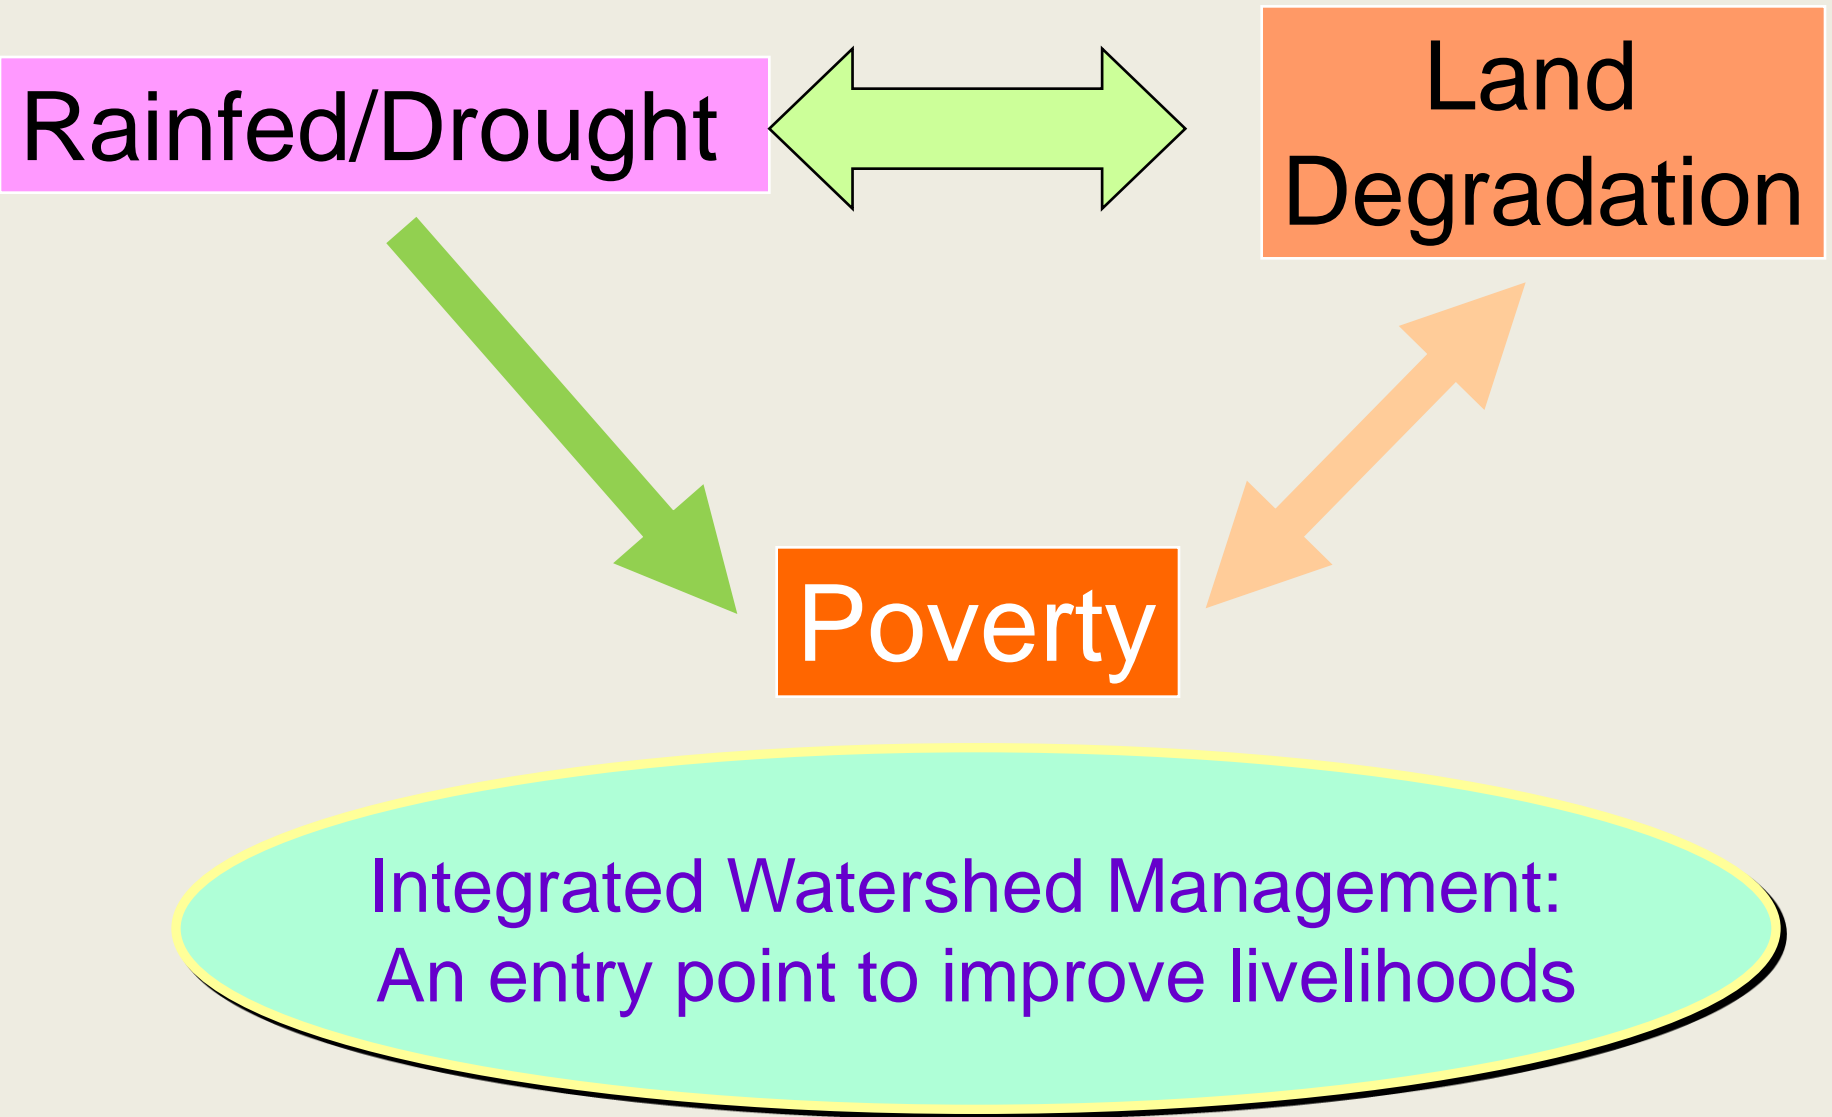 Rainfed/Drought
Land
Degradation
Poverty
Integrated Watershed Management:
An entry point to improve livelihoods